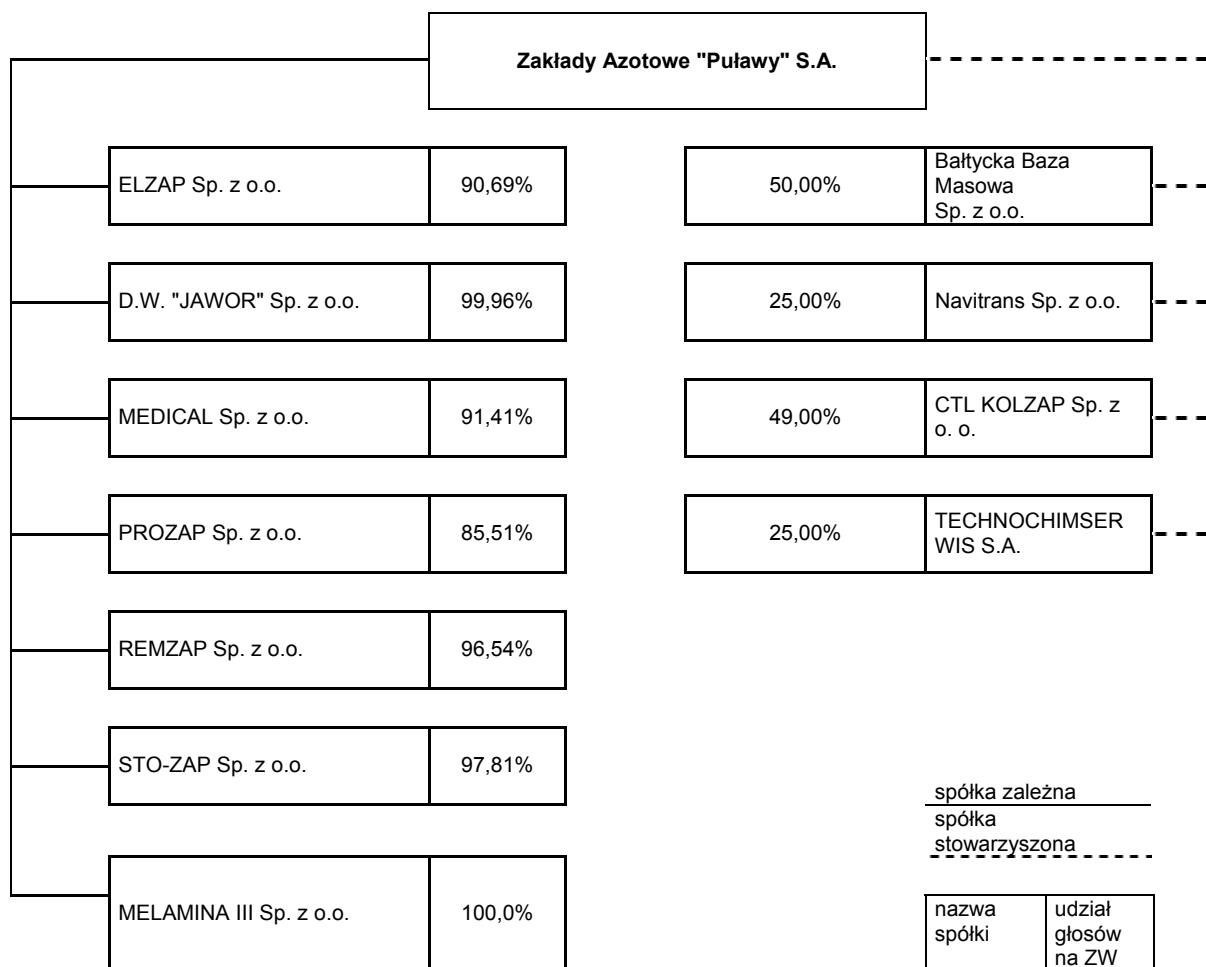 Zakłady Azotowe "Puławy" S.A.
ELZAP Sp. z o.o.
90,69%
50,00%
Bałtycka Baza
Masowa
Sp. z o.o.
D.W. "JAWOR" Sp. z o.o.
99,96%
25,00%
Navitrans Sp. z o.o.
MEDICAL Sp. z o.o.
91,41%
49,00%
CTL KOLZAP Sp. z
o. o.
PROZAP Sp. z o.o.
85,51%
25,00%
TECHNOCHIMSER
WIS S.A.
REMZAP Sp. z o.o.
96,54%
STO-ZAP Sp. z o.o.
97,81%
spółka zależna
spółka
stowarzyszona
MELAMINA III Sp. z o.o.
100,0%
nazwa
spółki
udział
głosów
na ZW